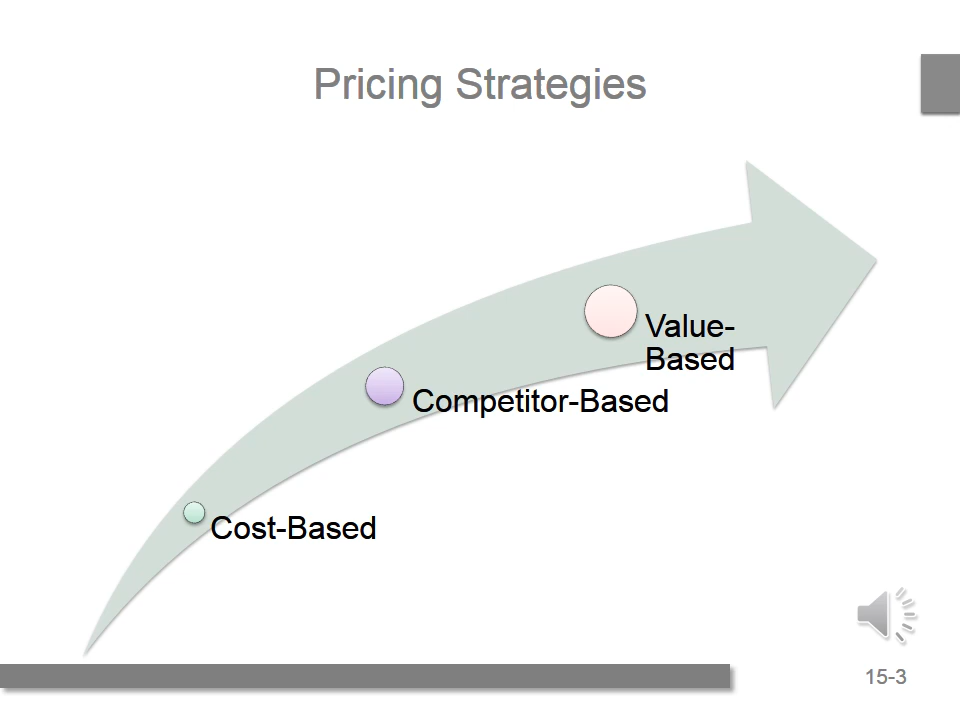 Pricing Strategies
Value-
Based
Competitor-Based
Cost-Based
15-3